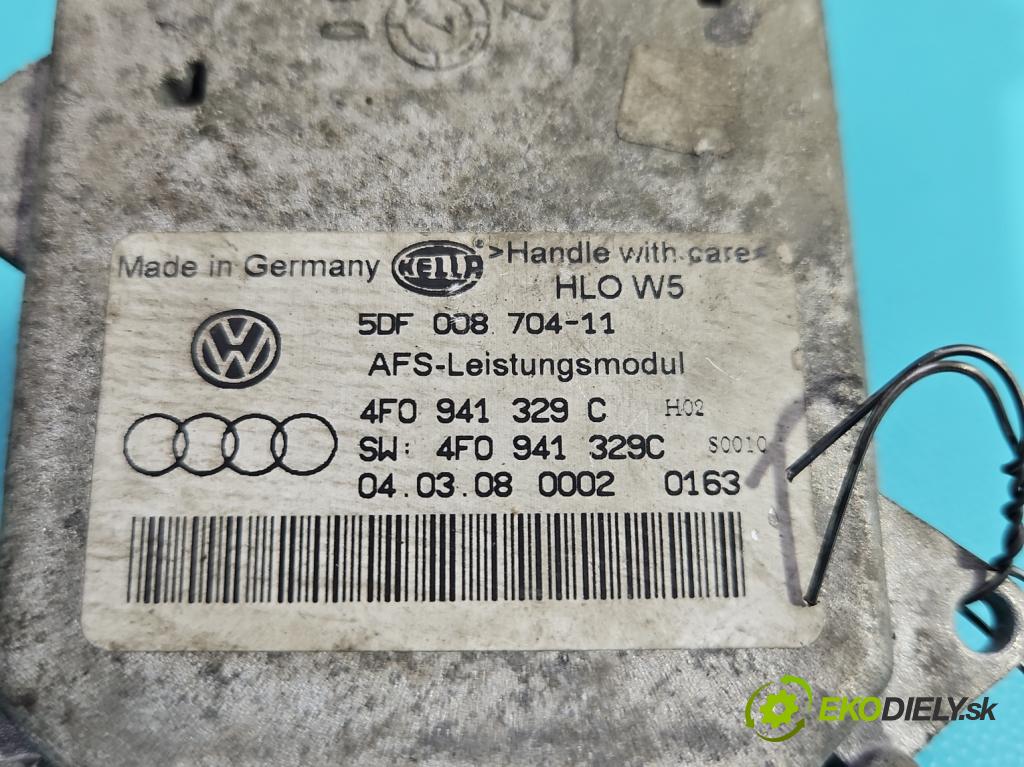 Made in Germany HELLA ® >Handle with care<
HLO W5
5DF 008 704-11
AFS-Leistungsmodul
4F0 941 329 C H02
SW: 4F0 941 329C S0010
04.03.08 0002 0163
EKODIELY.sk